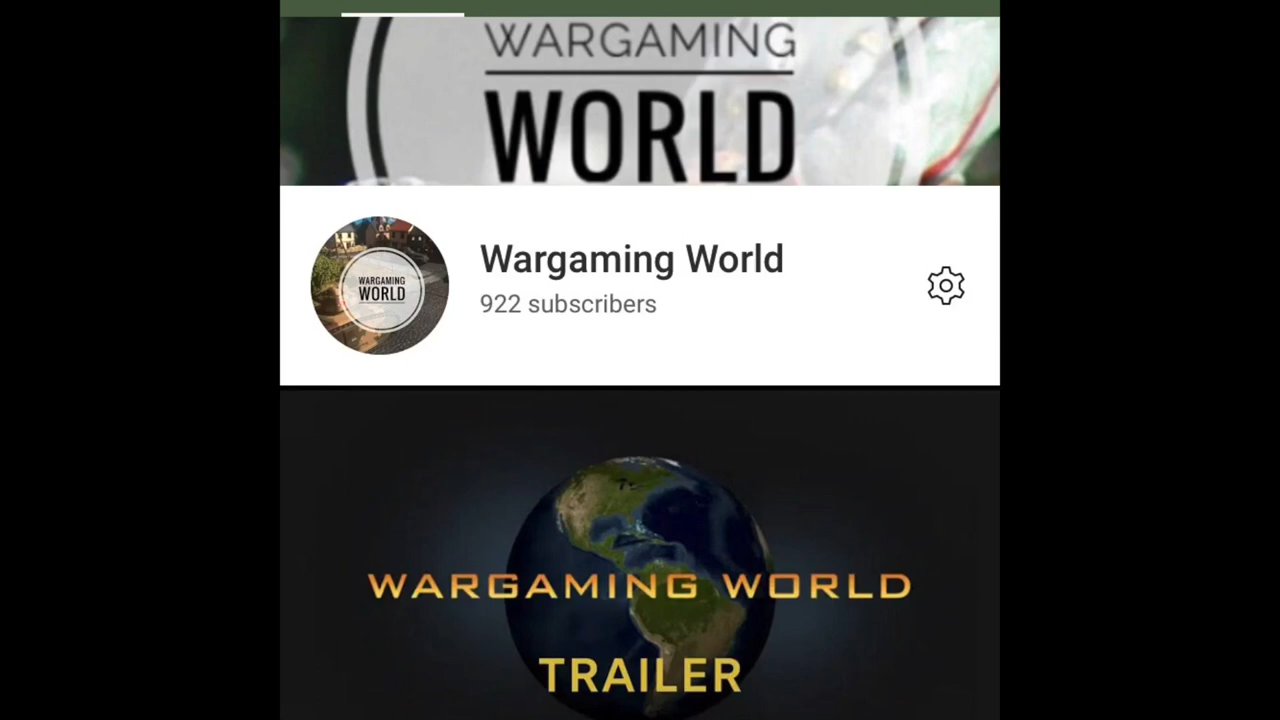 WARGAMING
WORLD
WARGAMING
WORLD
Wargaming World
922 subscribers
WARGAMING WORLD
TRAILER